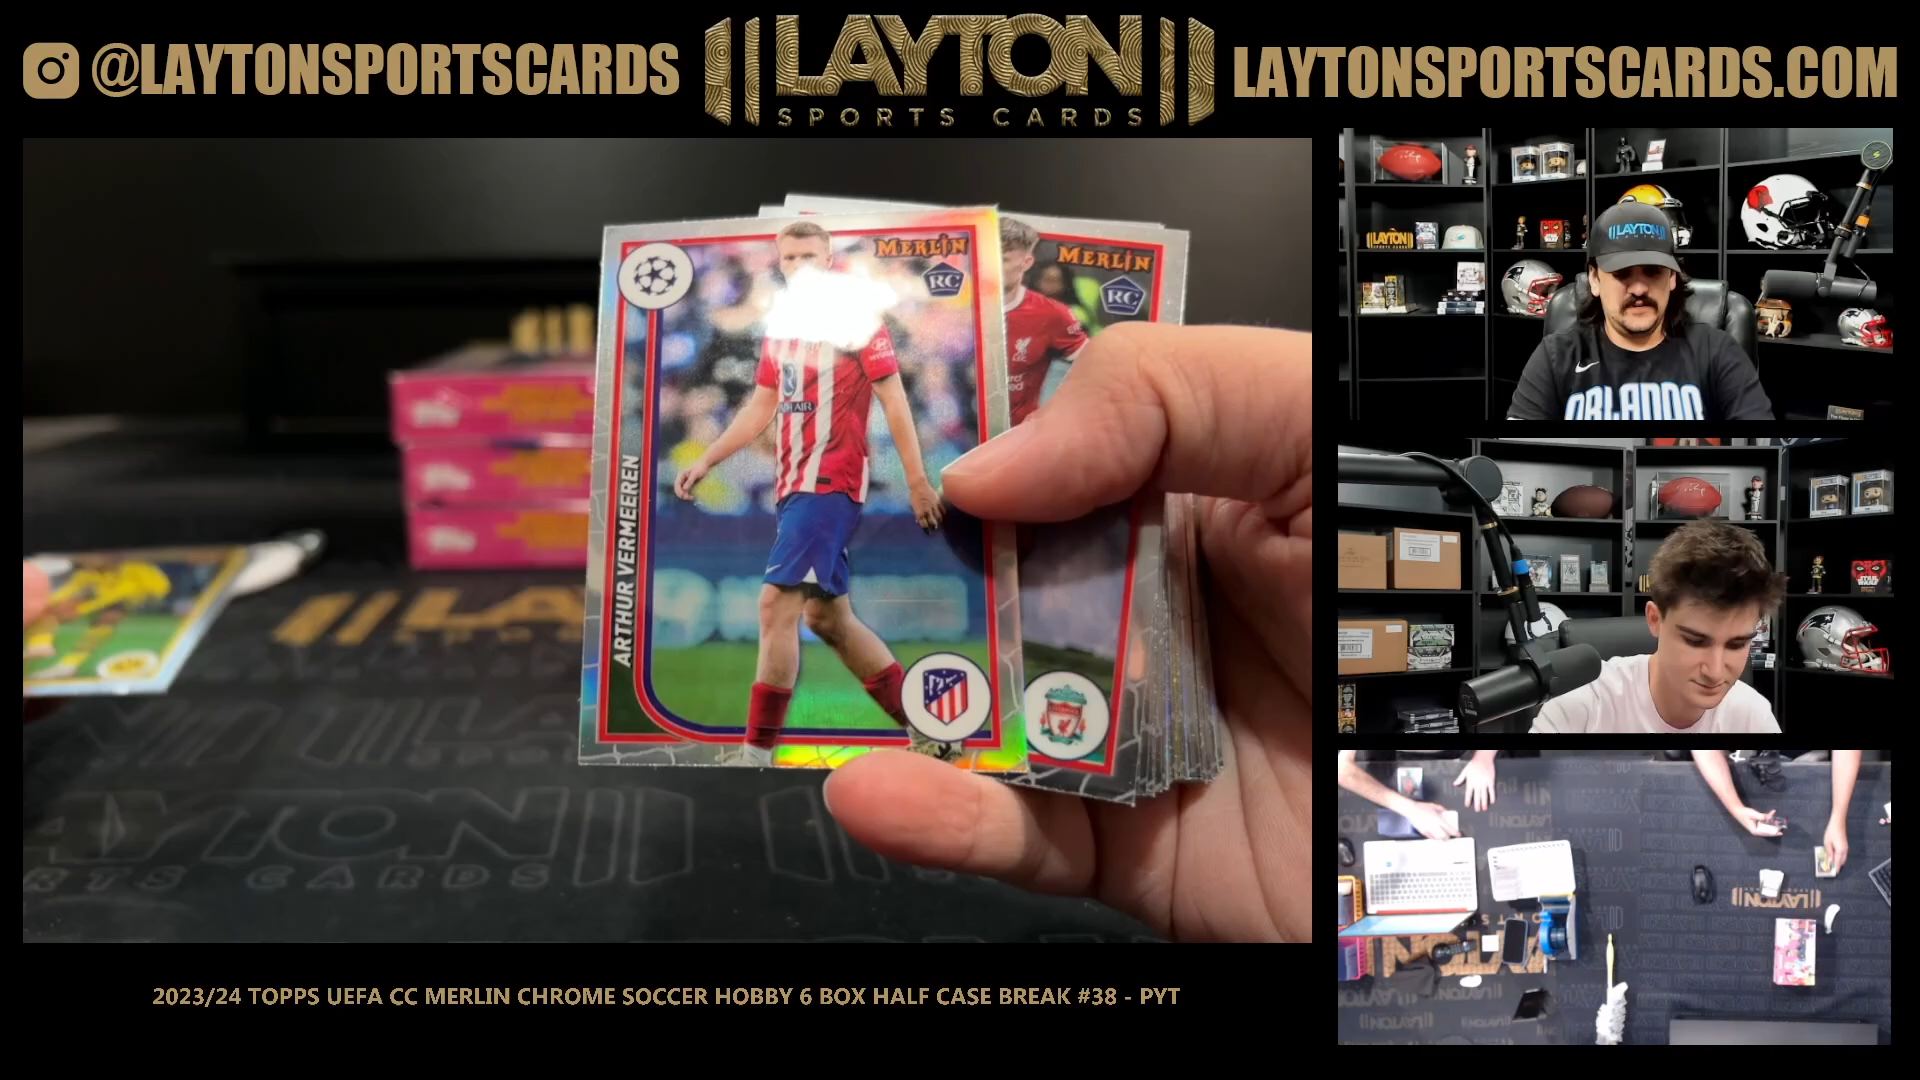 @LAYTONSPORTSCARDS
LAYTON
SPORTS CARDS
LAYTONSPORTSCARDS.COM
MERLIN
RC
ARTHUR VERMEEREN
MERLIN
RC
LAYTON
ORLANDO
2023/24 TOPPS UEFA CC MERLIN CHROME SOCCER HOBBY 6 BOX HALF CASE BREAK #38 - PYT